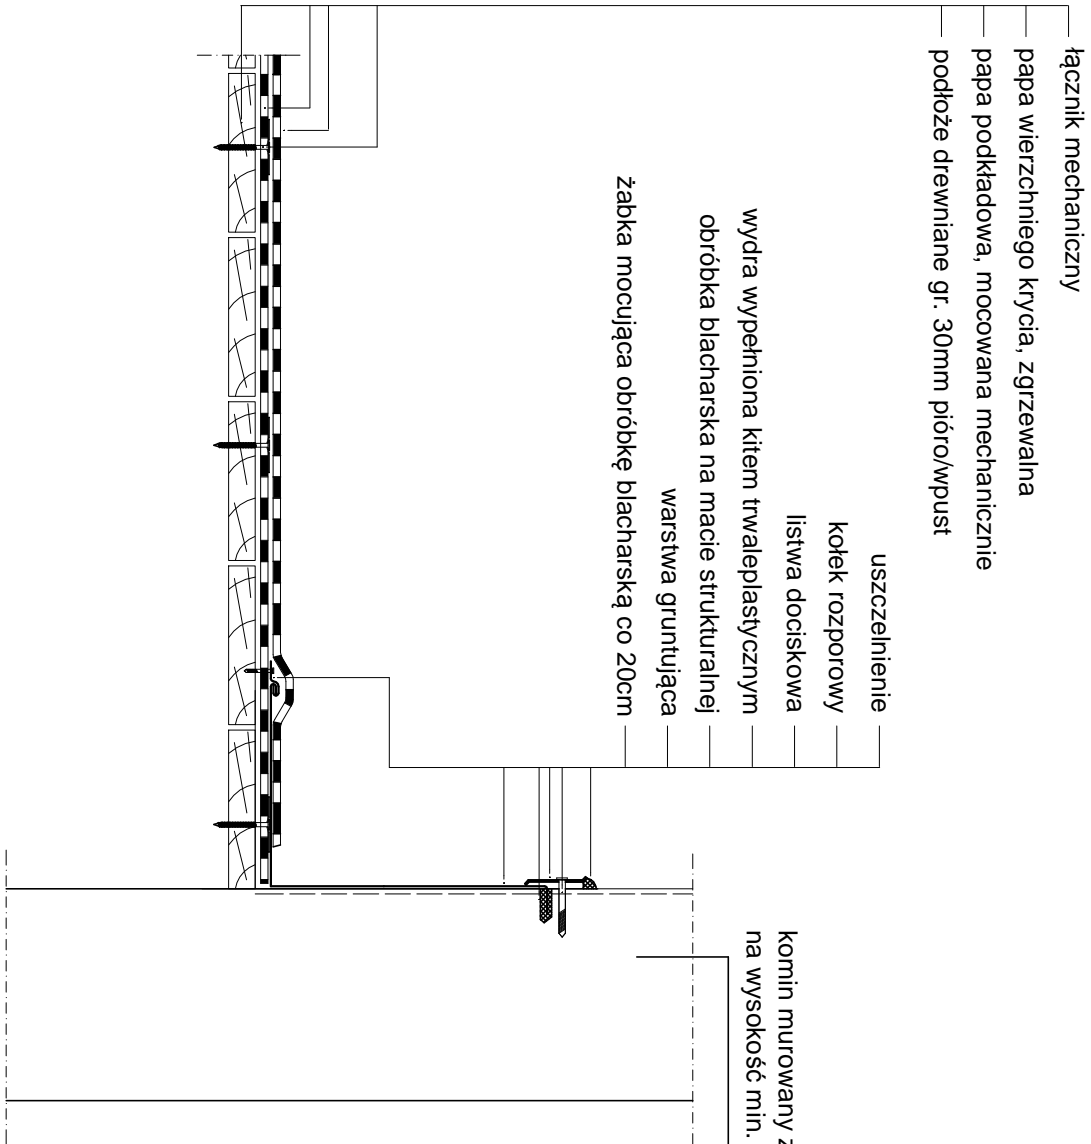 łącznik mechaniczny
papa wierzchniego krycia, zgrzewalna
papa podkładowa, mocowana mechanicznie
podłoże drewniane gr. 30mm pióro/wpust
uszczelnienie
kołek rozporowy
listwa dociskowa
wydra wypełniona kitem trwaleplastycznym
obróbka blacharska na macie strukturalnej
warstwa gruntująca
żabka mocująca obróbkę blacharską co 20cm
komin murowany z
na wysokość min.